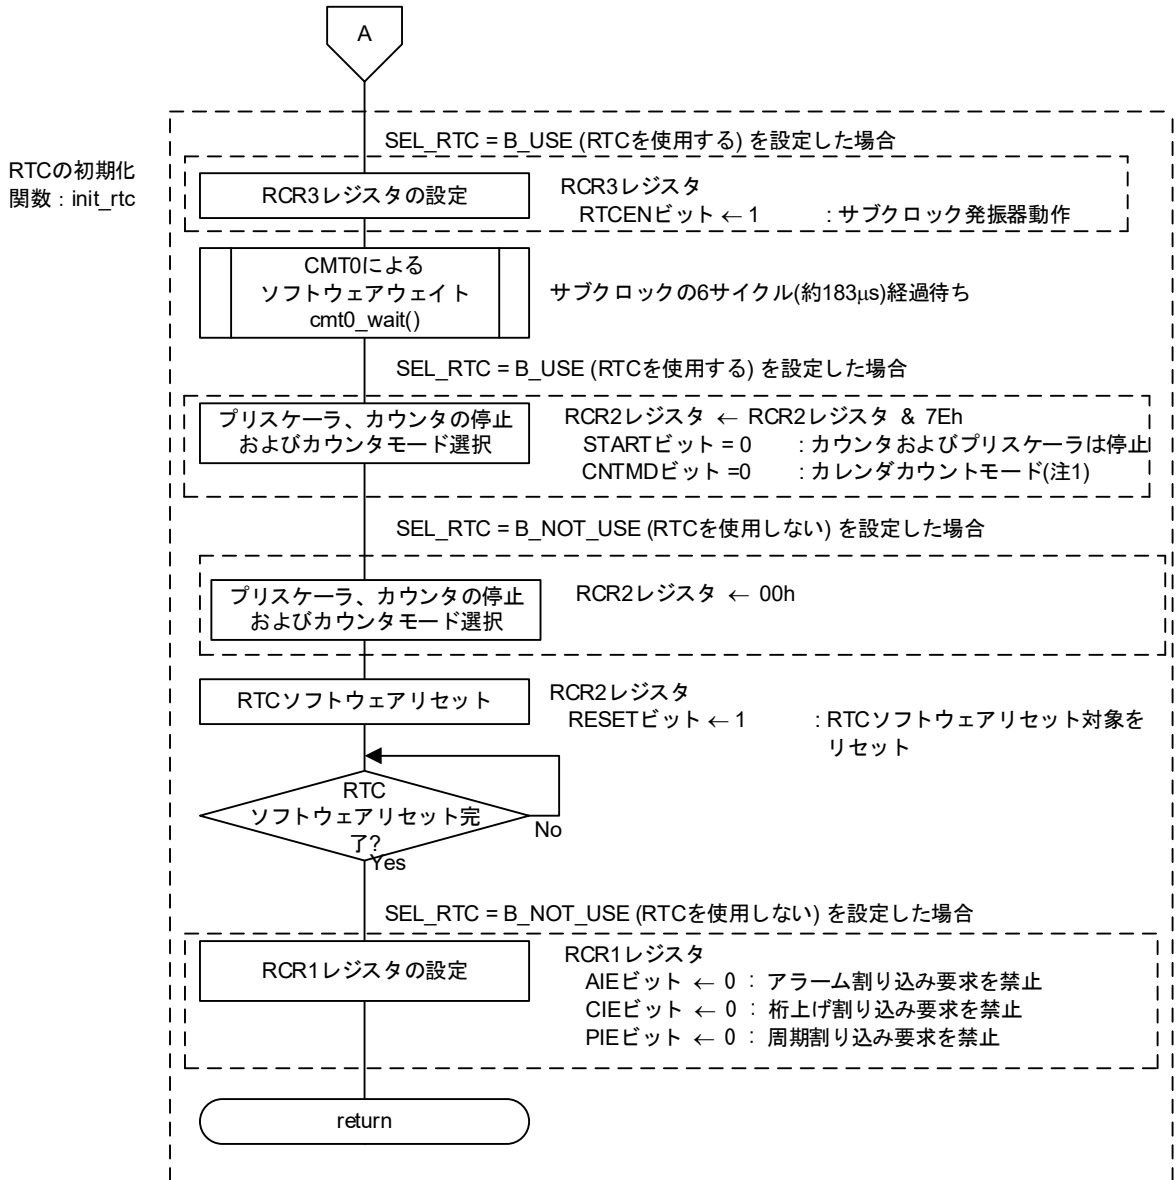 A
SEL_RTC = B_USE (RTCを使用する) を設定した場合
RTCの初期化
関数 : init_rtc
RCR3レジスタの設定
RCR3レジスタ
RTCENビット ← 1 : サブクロック発振器動作
CMT0による
ソフトウェアウェイト
cmt0_wait()
サブクロックの6サイクル(約183μs)経過待ち
SEL_RTC = B_USE (RTCを使用する) を設定した場合
プリスケーラ、カウンタの停止
およびカウンタモード選択
RCR2レジスタ ← RCR2レジスタ & 7Eh
STARTビット = 0 : カウンタおよびプリスケーラは停止
CNTMDビット =0 : カレンダカウントモード(注1)
SEL_RTC = B_NOT_USE (RTCを使用しない) を設定した場合
プリスケーラ、カウンタの停止
およびカウンタモード選択
RCR2レジスタ ← 00h
RTCソフトウェアリセット
RCR2レジスタ
RESETビット ← 1 : RTCソフトウェアリセット対象を
リセット
RTC
ソフトウェアリセット完
了?
No
Yes
SEL_RTC = B_NOT_USE (RTCを使用しない) を設定した場合
RCR1レジスタの設定
RCR1レジスタ
AIEビット ← 0 : アラーム割り込み要求を禁止
CIEビット ← 0 : 桁上げ割り込み要求を禁止
PIEビット ← 0 : 周期割り込み要求を禁止
return